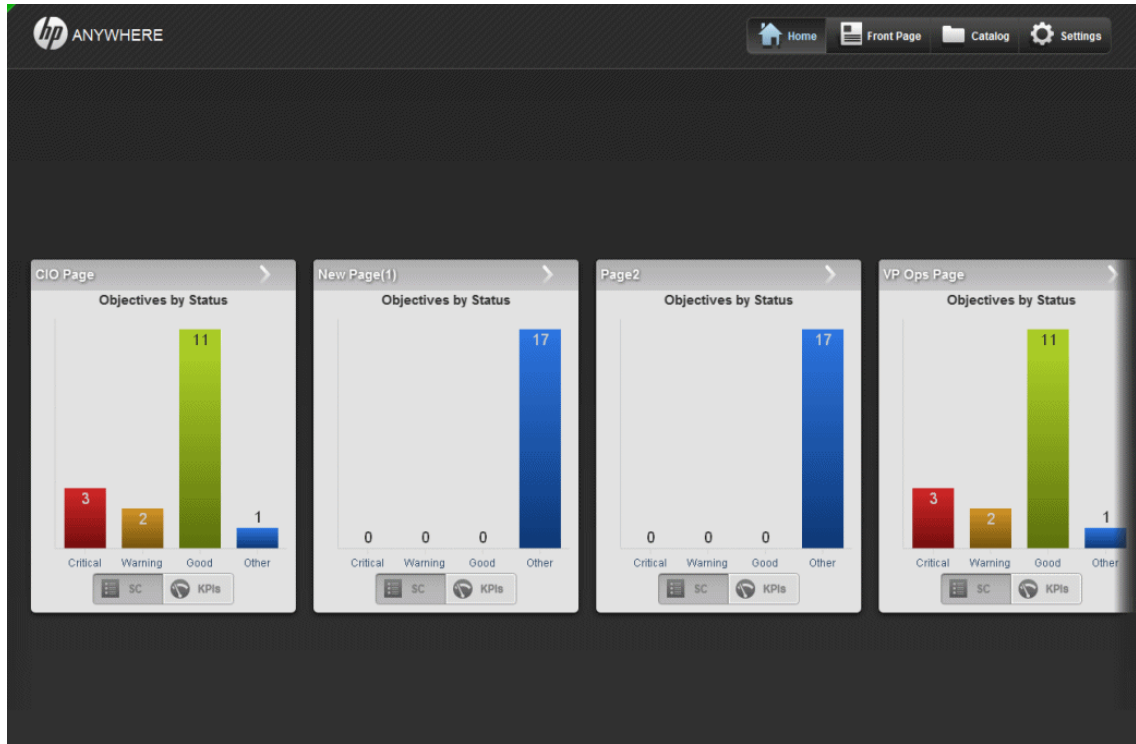 hp ANYWHERE
Home Front Page Catalog Settings
CIO Page
Objectives by Status
11
3
2
1
Critical Warning Good Other
SC KPIs
New Page(1)
Objectives by Status
17
0 0 0
Critical Warning Good Other
SC KPIs
Page2
Objectives by Status
17
0 0 0
Critical Warning Good Other
SC KPIs
VP Ops Page
Objectives by Status
11
3
2
1
Critical Warning Good Other
SC KPIs